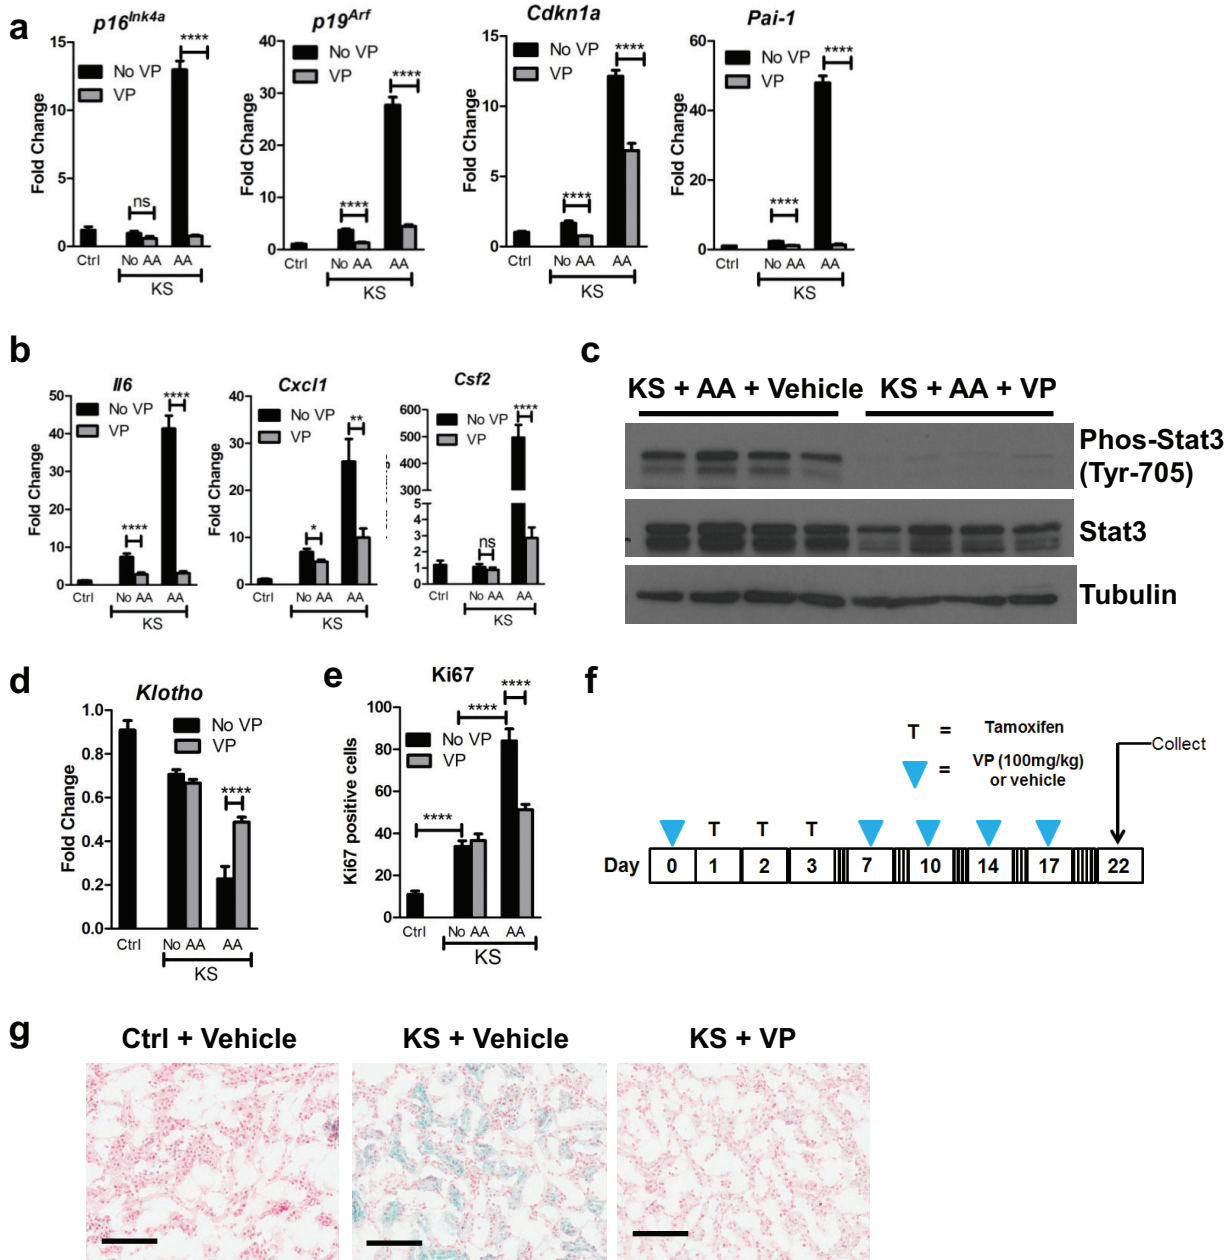 a
p16Ink4a
15
10
5
0
Fold Change
No VP
VP
ns
****
Ctrl
No AA
AA
KS
p19Arf
40
30
20
10
0
Fold Change
No VP
VP
****
****
Ctrl
No AA
AA
KS
Cdkn1a
15
10
5
0
Fold Change
No VP
VP
****
****
Ctrl
No AA
AA
KS
Pai-1
60
40
20
0
Fold Change
No VP
VP
****
****
Ctrl
No AA
AA
KS
b
Il6
50
40
30
20
10
0
Fold Change
No VP
VP
****
****
Ctrl
No AA
AA
KS
Cxcl1
40
30
20
10
0
Fold Change
No VP
VP
*
**
Ctrl
No AA
AA
KS
Csf2
600
500
400
300
5
4
3
2
1
0
No VP
VP
ns
****
Ctrl
No AA
AA
KS
c
KS + AA + Vehicle KS + AA + VP
Phos-Stat3
(Tyr-705)
Stat3
Tubulin
d
Klotho
1.0
0.8
0.6
0.4
0.2
0.0
Fold Change
No VP
VP
****
Ctrl
No AA
AA
KS
e
Ki67
100
80
60
40
20
0
Ki67 positive cells
No VP
VP
****
****
****
Ctrl
No AA
AA
KS
f
T = Tamoxifen
= VP (100mg/kg)
or vehicle
Collect
T T T
Day 0 1 2 3 7 10 14 17 22
g
Ctrl + Vehicle KS + Vehicle KS + VP